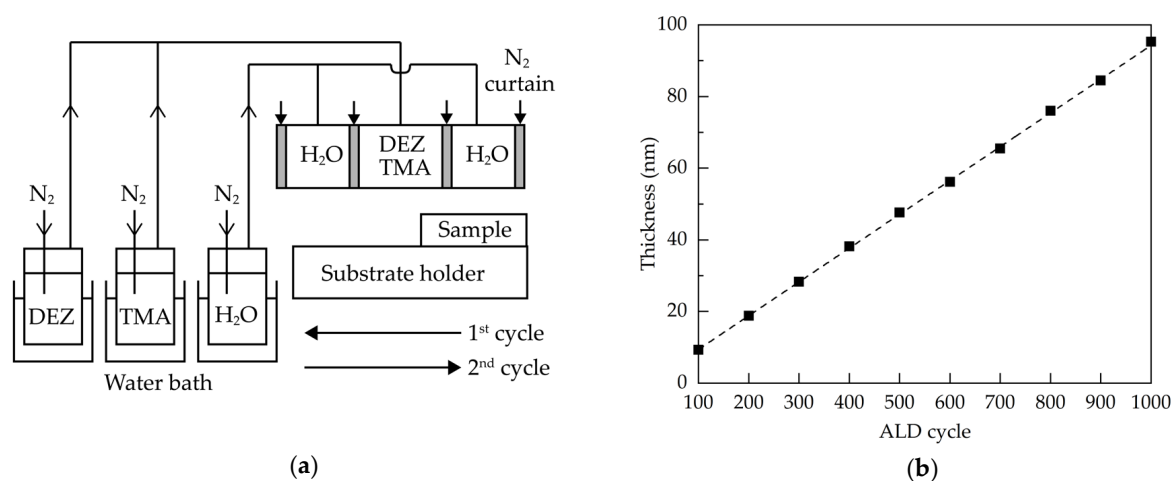 N₂
curtain
H₂O
DEZ
TMA
H₂O
N₂
N₂
N₂
Sample
Substrate holder
DEZ
TMA
H₂O
1ˢᵗ cycle
2ⁿᵈ cycle
Water bath
(a)
100
80
60
40
20
0
Thickness (nm)
100 200 300 400 500 600 700 800 900 1000
ALD cycle
(b)